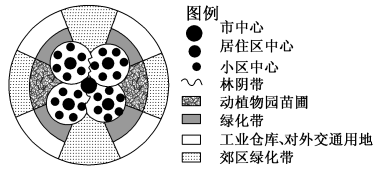 图例
市中心
居住区中心
小区中心
林阴带
动植物园苗圃
绿化带
工业仓库、对外交通用地
郊区绿化带